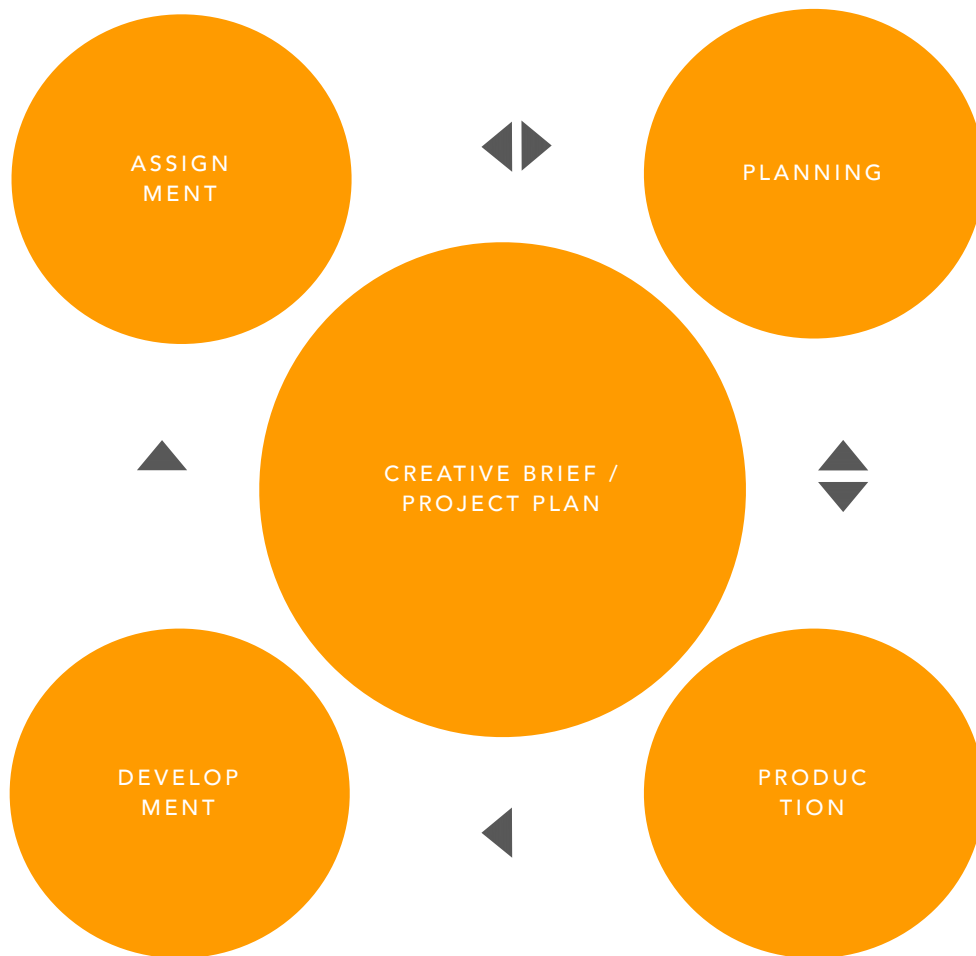 ASSIGN
MENT
PLANNING
CREATIVE BRIEF /
PROJECT PLAN
DEVELOP
MENT
PRODUC
TION